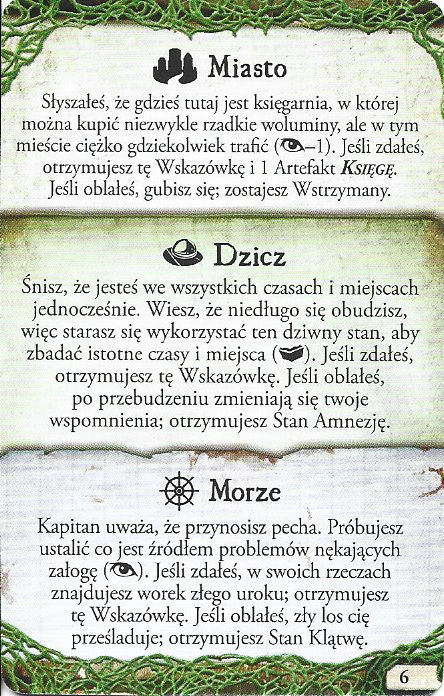 Miasto
Słyszałeś, że gdzieś tutaj jest księgarnia, w której
można kupić niezwykle rzadkie woluminy, ale w tym
mieście ciężko gdziekolwiek trafić (–1). Jeśli zdałeś,
otrzymujesz tę Wskazówkę i 1 Artefakt KSIĘGĘ.
Jeśli oblałeś, gubisz się; zostajesz Wstrzymany.
Dzicz
Śnisz, że jesteś we wszystkich czasach i miejscach
jednocześnie. Wiesz, że niedługo się obudzisz,
więc starasz się wykorzystać ten dziwny stan, aby
zbadać istotne czasy i miejsca (). Jeśli zdałeś,
otrzymujesz tę Wskazówkę. Jeśli oblałeś,
po przebudzeniu zmieniają się twoje
wspomnienia; otrzymujesz Stan Amnezję.
Morze
Kapitan uważa, że przynosisz pecha. Próbujesz
ustalić co jest źródłem problemów nękających
załogę (). Jeśli zdałeś, w swoich rzeczach
znajdujesz worek złego uroku; otrzymujesz
tę Wskazówkę. Jeśli oblałeś, zły los cię
prześladuje; otrzymujesz Stan Klątwę.
6